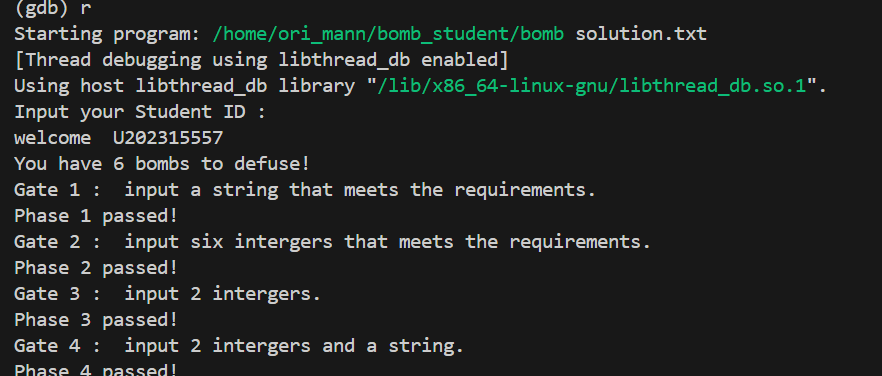 (gdb) r
Starting program: /home/ori_mann/bomb_student/bomb solution.txt
[Thread debugging using libthread_db enabled]
Using host libthread_db library "/lib/x86_64-linux-gnu/libthread_db.so.1".
Input your Student ID :
welcome  U202315557
You have 6 bombs to defuse!
Gate 1 :  input a string that meets the requirements.
Phase 1 passed!
Gate 2 :  input six intergers that meets the requirements.
Phase 2 passed!
Gate 3 :  input 2 intergers.
Phase 3 passed!
Gate 4 :  input 2 intergers and a string.
Phase 4 passed!